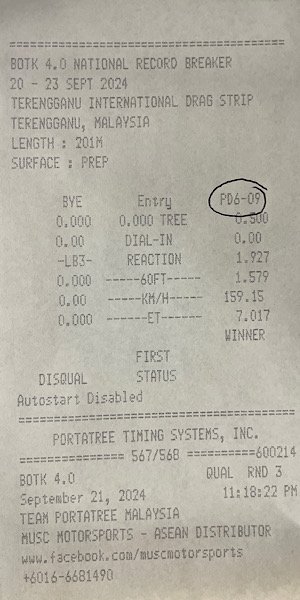 ===================================
BOTK 4.0 NATIONAL RECORD BREAKER
20 - 23 SEPT 2024
TERENGGANU INTERNATIONAL DRAG STRIP
TERENGGANU, MALAYSIA
LENGTH : 201M
SURFACE : PREP
BYE Entry PD6-09
0.000 0.000 TREE 0.500
0.00 DIAL-IN 0.00
-LB3- REACTION 1.927
0.000 -----60FT----- 1.579
0.00 -----KM/H----- 159.15
0.000 ------ET------ 7.017
WINNER
FIRST
DISQUAL STATUS
Autostart Disabled
===================================
PORTATREE TIMING SYSTEMS, INC.
=============== 567/568 ==========600214
BOTK 4.0 QUAL RND 3
September 21, 2024 11:18:22 PM
TEAM PORTATREE MALAYSIA
MUSC MOTORSPORTS - ASEAN DISTRIBUTOR
www.facebook.com/muscmotorsports
+6016-6681490